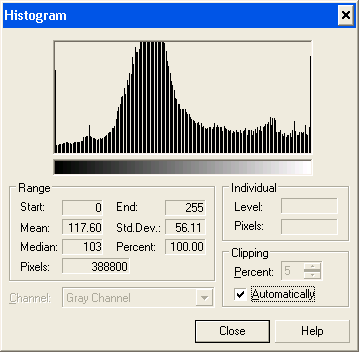 Histogram
Range
Start: 0 End: 255
Mean: 117.60 Std.Dev.: 56.11
Median: 103 Percent: 100.00
Pixels: 388800
Individual
Level:
Pixels:
Clipping
Percent: 5
Automatically
Channel: Gray Channel
Close Help